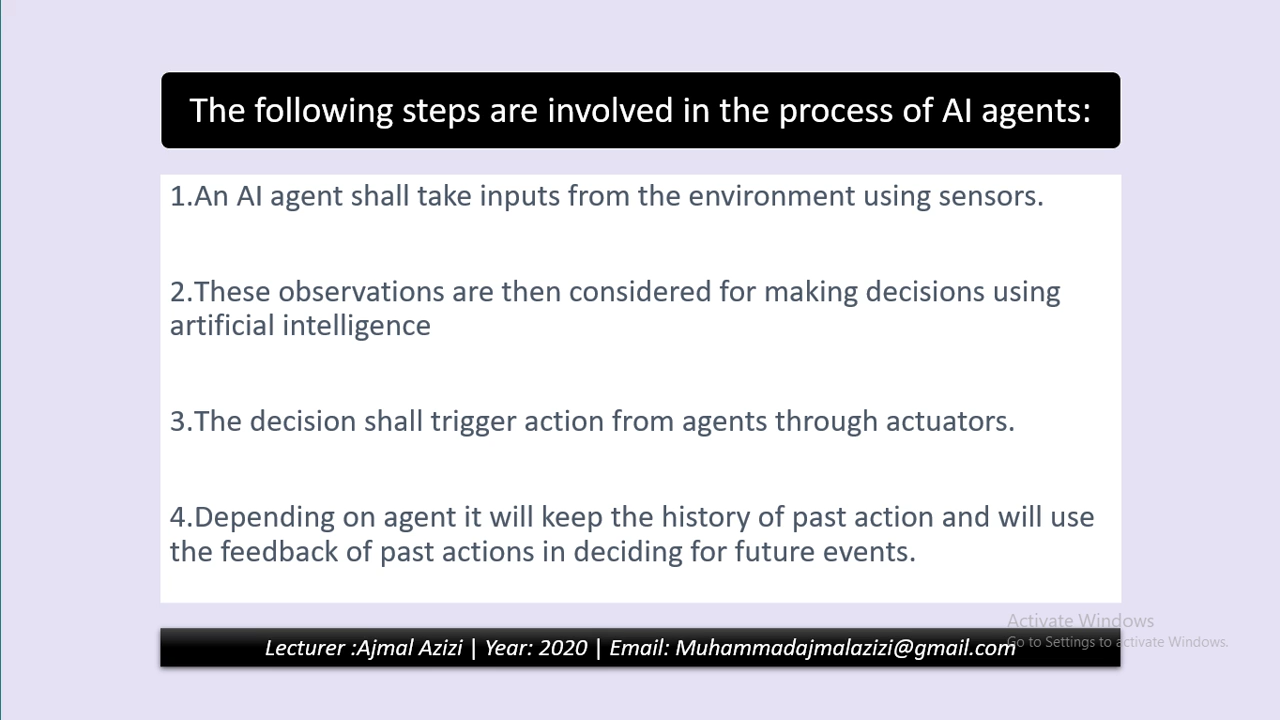 The following steps are involved in the process of AI agents:
1.An AI agent shall take inputs from the environment using sensors.
2.These observations are then considered for making decisions using
artificial intelligence
3.The decision shall trigger action from agents through actuators.
4.Depending on agent it will keep the history of past action and will use
the feedback of past actions in deciding for future events.
Activate Windows
Go to Settings to activate Windows.
Lecturer :Ajmal Azizi | Year: 2020 | Email: Muhammadajmalazizi@gmail.com